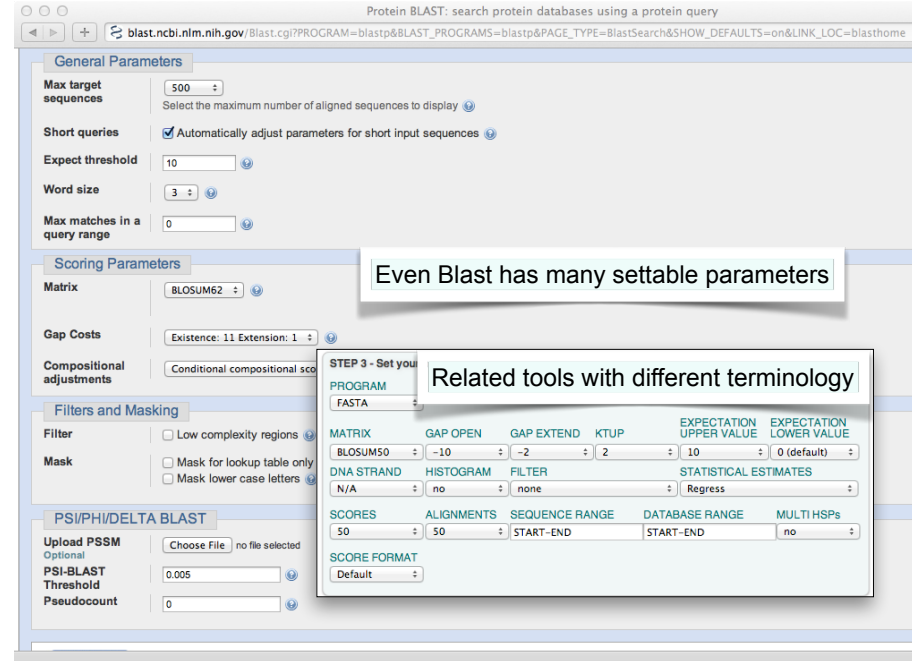 Protein BLAST: search protein databases using a protein query
blast.ncbi.nlm.nih.gov/Blast.cgi?PROGRAM=blastp&BLAST_PROGRAMS=blastp&PAGE_TYPE=BlastSearch&SHOW_DEFAULTS=on&LINK_LOC=blasthome
General Parameters
Max target sequences
500
Select the maximum number of aligned sequences to display
Short queries
Automatically adjust parameters for short input sequences
Expect threshold
10
Word size
3
Max matches in a query range
0
Scoring Parameters
Matrix
BLOSUM62
Even Blast has many settable parameters
Gap Costs
Existence: 11 Extension: 1
Compositional adjustments
Conditional compositional sco
Filters and Masking
Filter
Low complexity regions
Mask
Mask for lookup table only
Mask lower case letters
PSI/PHI/DELTA BLAST
Upload PSSM
Optional
Choose File no file selected
PSI-BLAST Threshold
0.005
Pseudocount
0
STEP 3 - Set your
Related tools with different terminology
PROGRAM
FASTA
MATRIX GAP OPEN GAP EXTEND KTUP EXPECTATION UPPER VALUE EXPECTATION LOWER VALUE
BLOSUM50 -10 -2 2 10 0 (default)
DNA STRAND HISTOGRAM FILTER STATISTICAL ESTIMATES
N/A no none Regress
SCORES ALIGNMENTS SEQUENCE RANGE DATABASE RANGE MULTI HSPs
50 50 START-END START-END no
SCORE FORMAT
Default